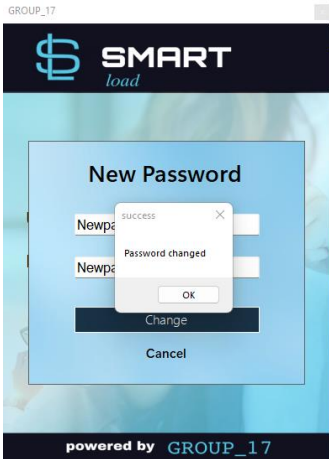 GROUP_17
SMART
load
New Password
success
Newpa
Password changed
Newpa
OK
Change
Cancel
powered by GROUP_17